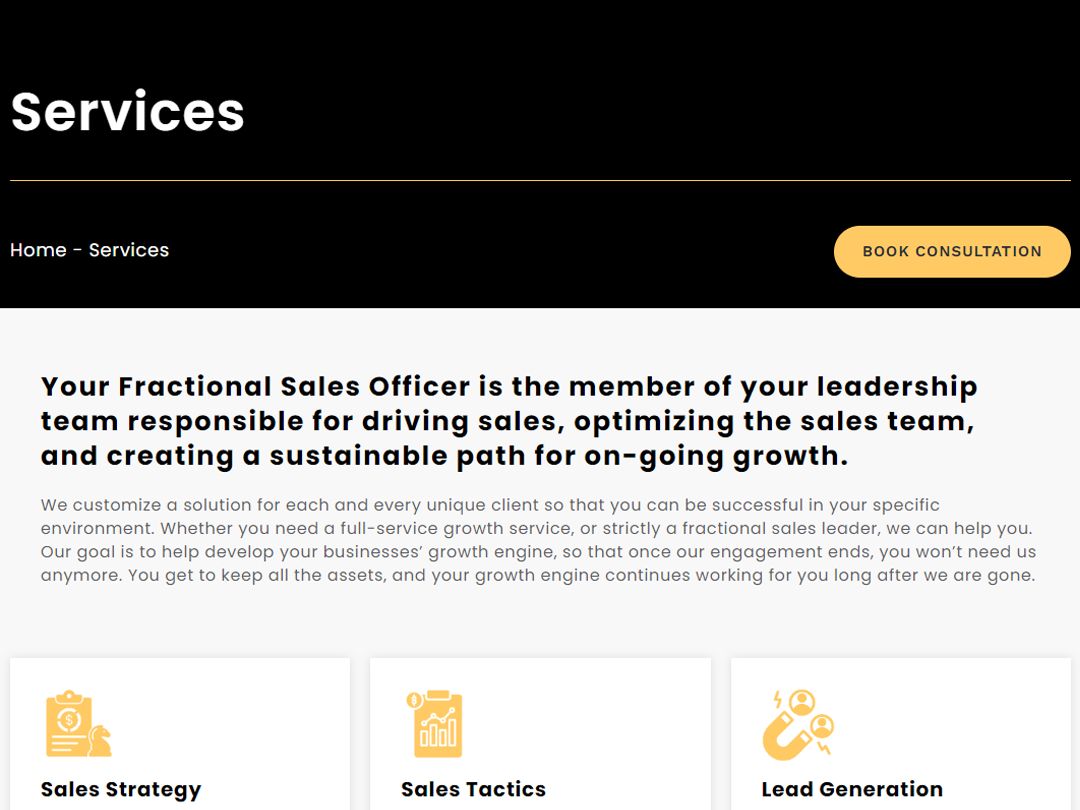 Services
Home - Services
BOOK CONSULTATION
Your Fractional Sales Officer is the member of your leadership
team responsible for driving sales, optimizing the sales team,
and creating a sustainable path for on-going growth.
We customize a solution for each and every unique client so that you can be successful in your specific
environment. Whether you need a full-service growth service, or strictly a fractional sales leader, we can help you.
Our goal is to help develop your businesses’ growth engine, so that once our engagement ends, you won’t need us
anymore. You get to keep all the assets, and your growth engine continues working for you long after we are gone.
Sales Strategy
Sales Tactics
Lead Generation